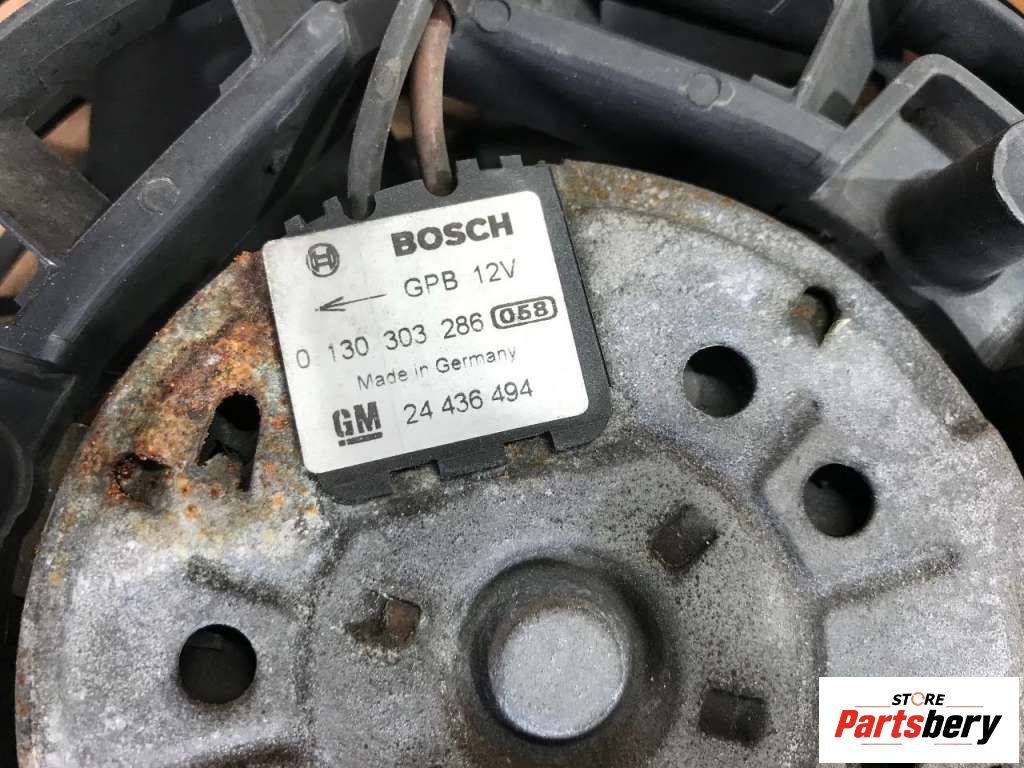 BOSCH
GPB 12V
0 130 303 286 058
Made in Germany
GM 24 436 494
STORE
Partsbery